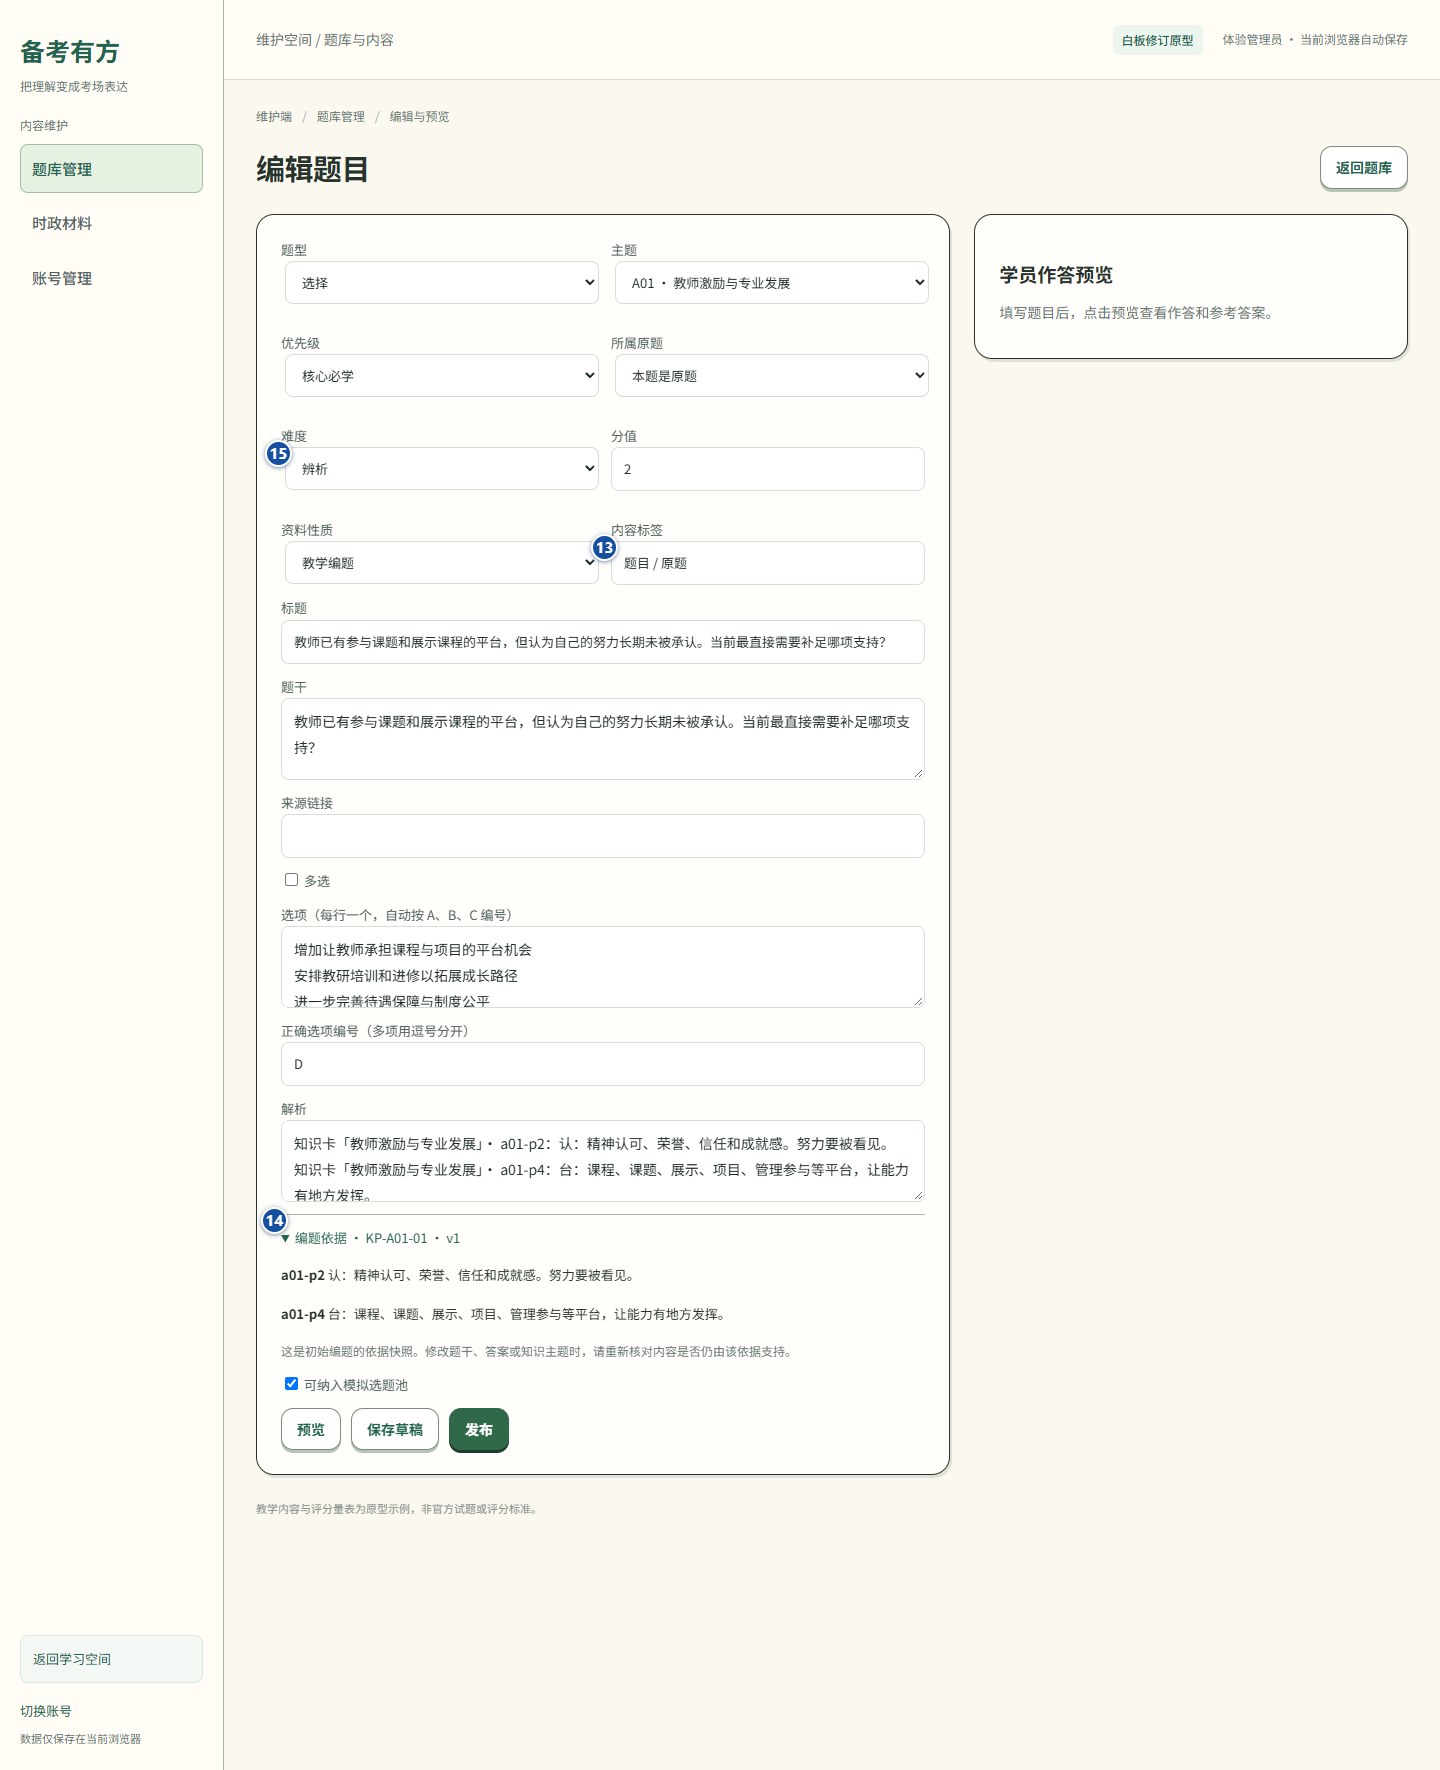 备考有方
把理解变成考场表达
内容维护
题库管理
时政材料
账号管理
维护空间 / 题库与内容
白板修订原型
体验管理员 · 当前浏览器自动保存
维护端 / 题库管理 / 编辑与预览
编辑题目
返回题库
题型
主题
选择
A01 · 教师激励与专业发展
优先级
所属原题
核心必学
本题是原题
难度
分值
15
辨析
2
资料性质
内容标签
13
教学编题
题目 / 原题
标题
教师已有参与课题和展示课程的平台，但认为自己的努力长期未被承认。当前最直接需要补足哪项支持？
题干
教师已有参与课题和展示课程的平台，但认为自己的努力长期未被承认。当前最直接需要补足哪项支
持？
来源链接
多选
选项（每行一个，自动按 A、B、C 编号）
增加让教师承担课程与项目的平台机会
安排教研培训和进修以拓展成长路径
进一步完善待遇保障与制度公平
正确选项编号（多项用逗号分开）
D
解析
知识卡「教师激励与专业发展」· a01-p2：认：精神认可、荣誉、信任和成就感。努力要被看见。
知识卡「教师激励与专业发展」· a01-p4：台：课程、课题、展示、项目、管理参与等平台，让能力
有地方发挥。
14
编题依据 · KP-A01-01 · v1
a01-p2 认：精神认可、荣誉、信任和成就感。努力要被看见。
a01-p4 台：课程、课题、展示、项目、管理参与等平台，让能力有地方发挥。
这是初始编题的依据快照。修改题干、答案或知识主题时，请重新核对内容是否仍由该依据支持。
可纳入模拟选题池
预览
保存草稿
发布
学员作答预览
填写题目后，点击预览查看作答和参考答案。
教学内容与评分量表为原型示例，非官方试题或评分标准。
返回学习空间
切换账号
数据仅保存在当前浏览器